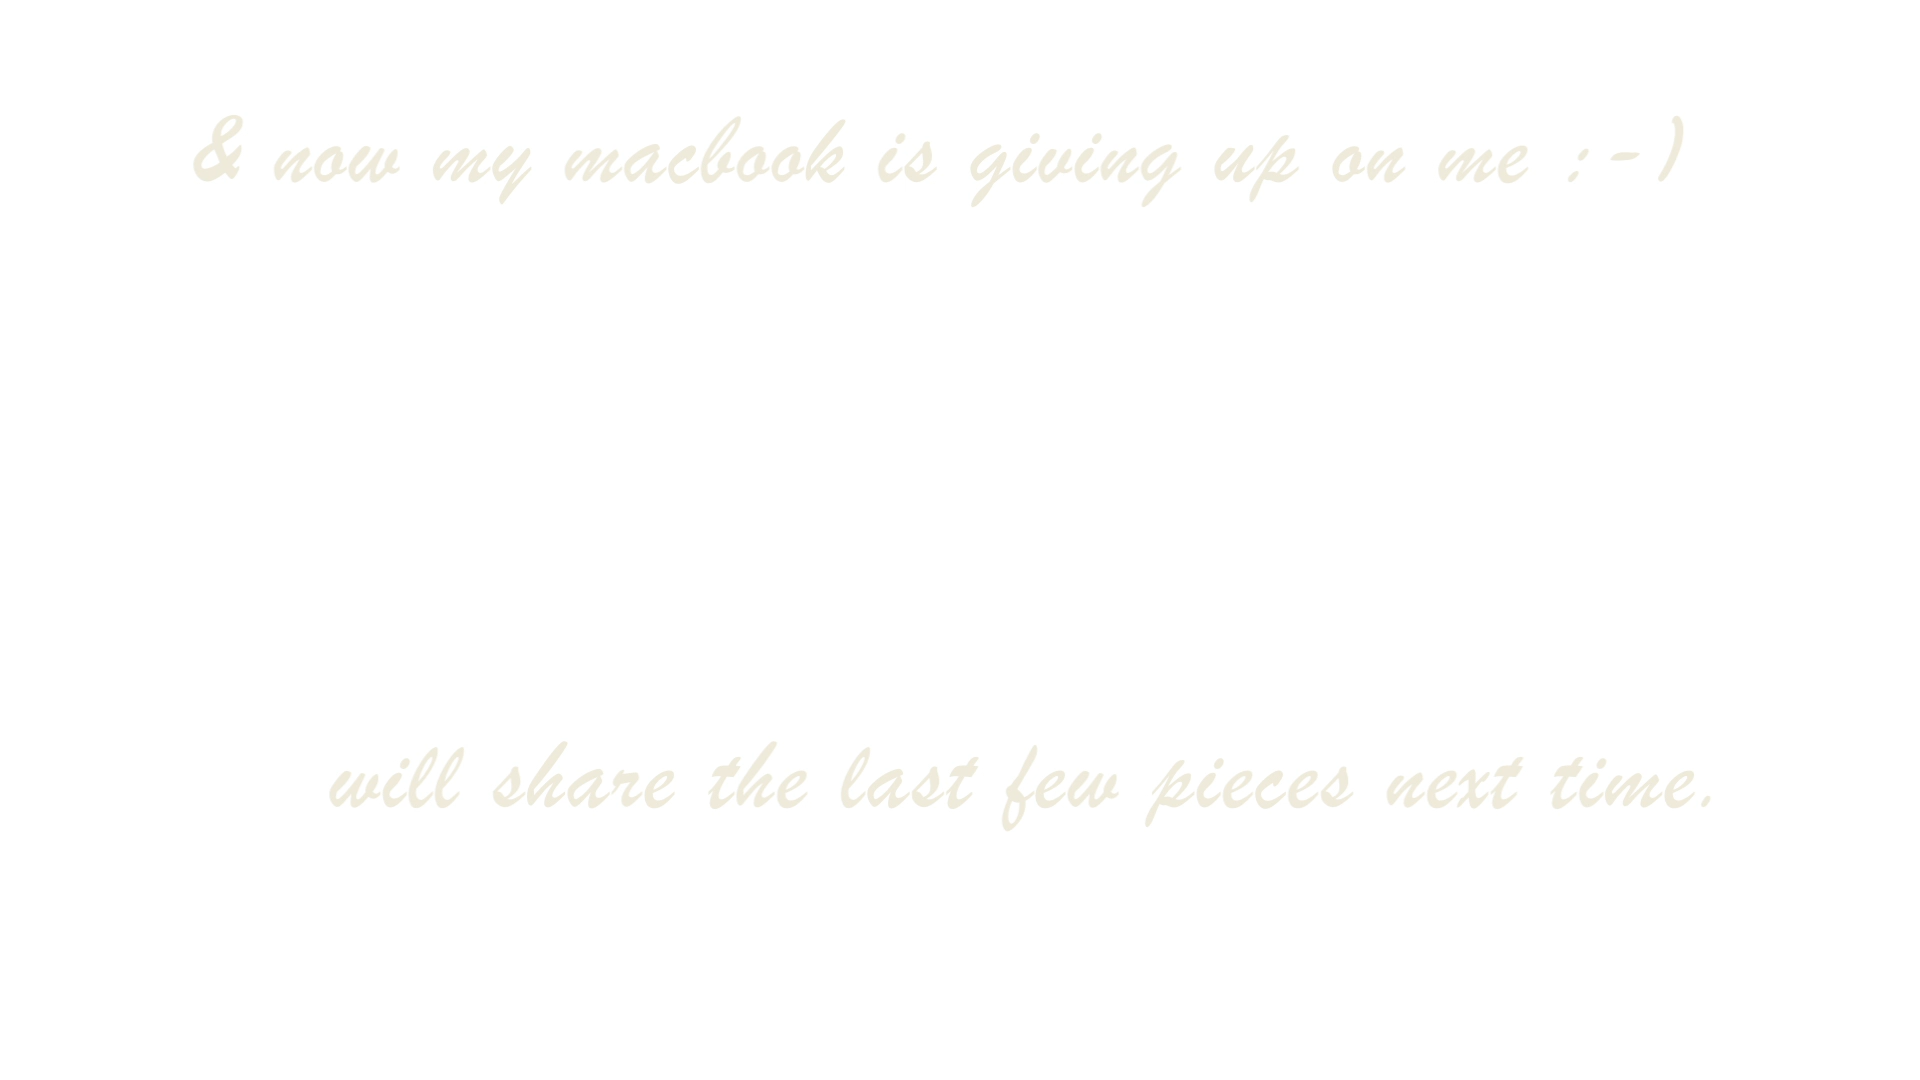 & now my macbook is giving up on me :-)
will share the last few pieces next time.